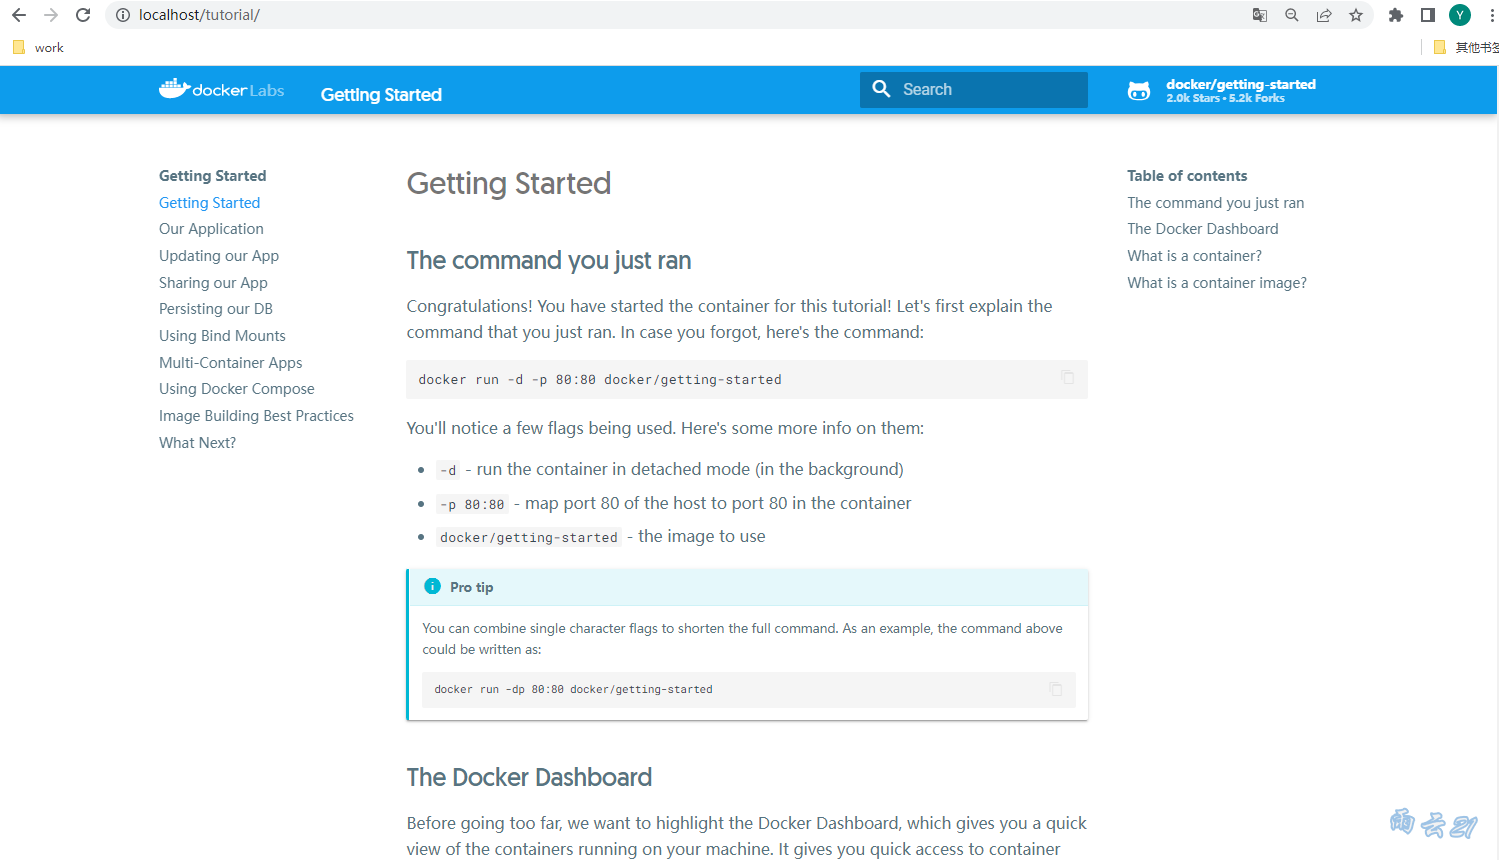 localhost/tutorial/
Y
work
其他书签
docker Labs
Getting Started
Search
docker/getting-started
2.0k Stars • 5.2k Forks
Getting Started
Getting Started
Our Application
Updating our App
Sharing our App
Persisting our DB
Using Bind Mounts
Multi-Container Apps
Using Docker Compose
Image Building Best Practices
What Next?
Getting Started
The command you just ran
Congratulations! You have started the container for this tutorial! Let's first explain the
command that you just ran. In case you forgot, here's the command:
docker run -d -p 80:80 docker/getting-started
You'll notice a few flags being used. Here's some more info on them:
-d - run the container in detached mode (in the background)
-p 80:80 - map port 80 of the host to port 80 in the container
docker/getting-started - the image to use
Pro tip
You can combine single character flags to shorten the full command. As an example, the command above
could be written as:
docker run -dp 80:80 docker/getting-started
The Docker Dashboard
Before going too far, we want to highlight the Docker Dashboard, which gives you a quick
view of the containers running on your machine. It gives you quick access to container
Table of contents
The command you just ran
The Docker Dashboard
What is a container?
What is a container image?
雨云21